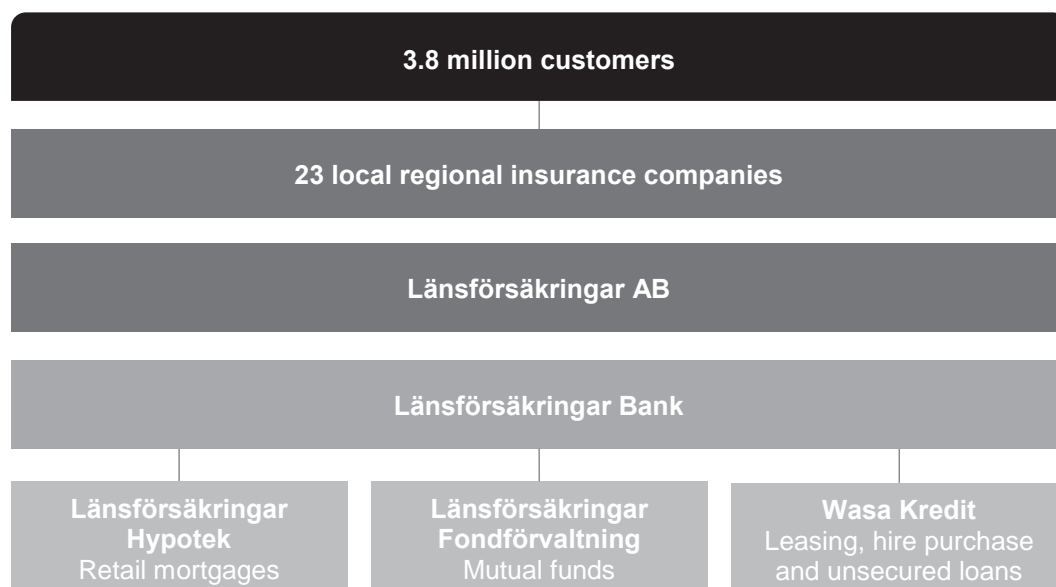 3.8 million customers
23 local regional insurance companies
Länsförsäkringar AB
Länsförsäkringar Bank
Länsförsäkringar
Hypotek
Retail mortgages
Länsförsäkringar
Fondförvaltning
Mutual funds
Wasa Kredit
Leasing, hire purchase
and unsecured loans